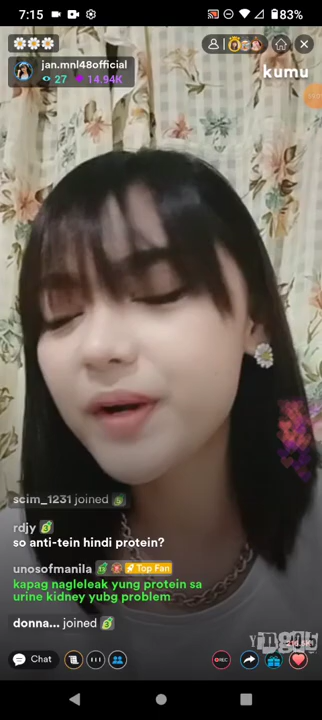 7:15
83%
jan.mnl48official
27 14.94K
kumu
scim_1231 joined
rdjy
so anti-tein hindi protein?
unosofmanila Top Fan
kapag nagleleak yung protein sa
urine kidney yubg problem
donna... joined
Chat
REC